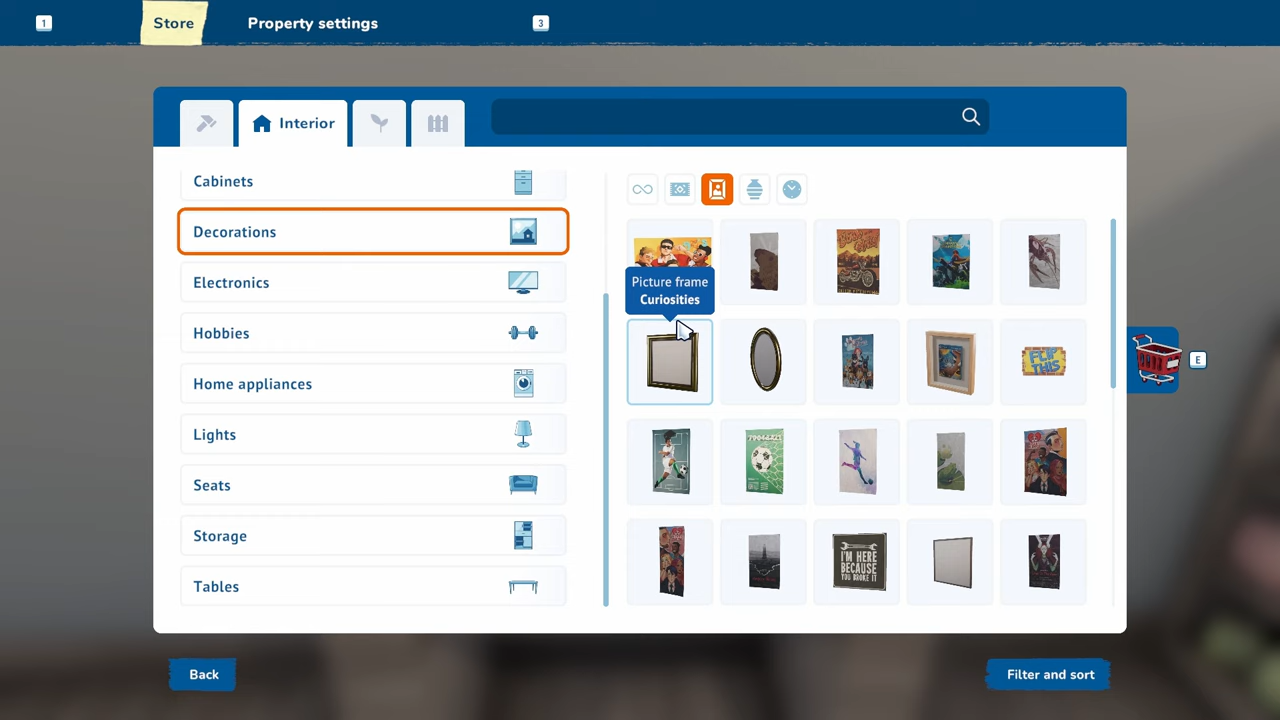 1
Store
Property settings
3
Interior
Cabinets
Decorations
Electronics
Hobbies
Home appliances
Lights
Seats
Storage
Tables
Picture frame
Curiosities
FLIP
THIS
I'M HERE
BECAUSE
YOU BROKE IT
E
Back
Filter and sort